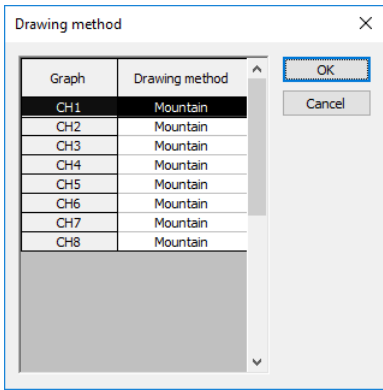 Drawing method
Graph Drawing method
OK
CH1 Mountain
Cancel
CH2 Mountain
CH3 Mountain
CH4 Mountain
CH5 Mountain
CH6 Mountain
CH7 Mountain
CH8 Mountain